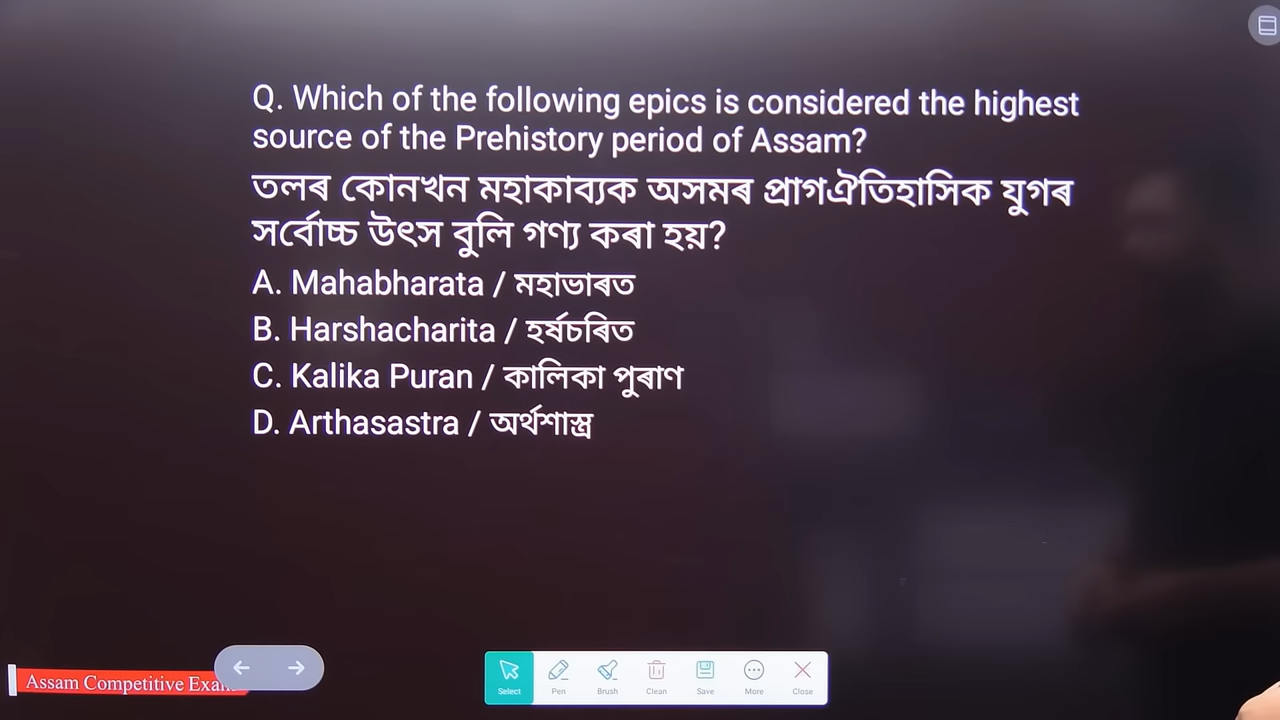 Q. Which of the following epics is considered the highest
source of the Prehistory period of Assam?
তলৰ কোনখন মহাকাব্যক অসমৰ প্ৰাগঐতিহাসিক যুগৰ
সৰ্বোচ্চ উৎস বুলি গণ্য কৰা হয়?
A. Mahabharata / মহাভাৰত
B. Harshacharita / হৰ্ষচৰিত
C. Kalika Puran / কালিকা পুৰাণ
D. Arthasastra / অৰ্থশাস্ত্ৰ
Assam Competitive
Select Pen Brush Clean Save More Close